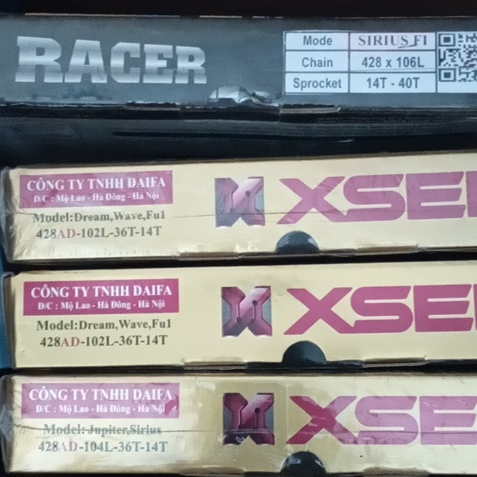 RACER
Mode SIRIUS F1
Chain 428 x 106L
Sprocket 14T - 40T
CÔNG TY TNHH DAIFA
Đ/C : Mộ Lao - Hà Đông - Hà Nội
Model:Dream,Wave,Fu1
428AD-102L-36T-14T
XSE
CÔNG TY TNHH DAIFA
Đ/C : Mộ Lao - Hà Đông - Hà Nội
Model:Dream,Wave,Fu1
428AD-102L-36T-14T
XSE
CÔNG TY TNHH DAIFA
Đ/C : Mộ Lao - Hà Đông - Hà Nội
Model:Jupiter,Sirius
428AD-104L-36T-14T
XSE